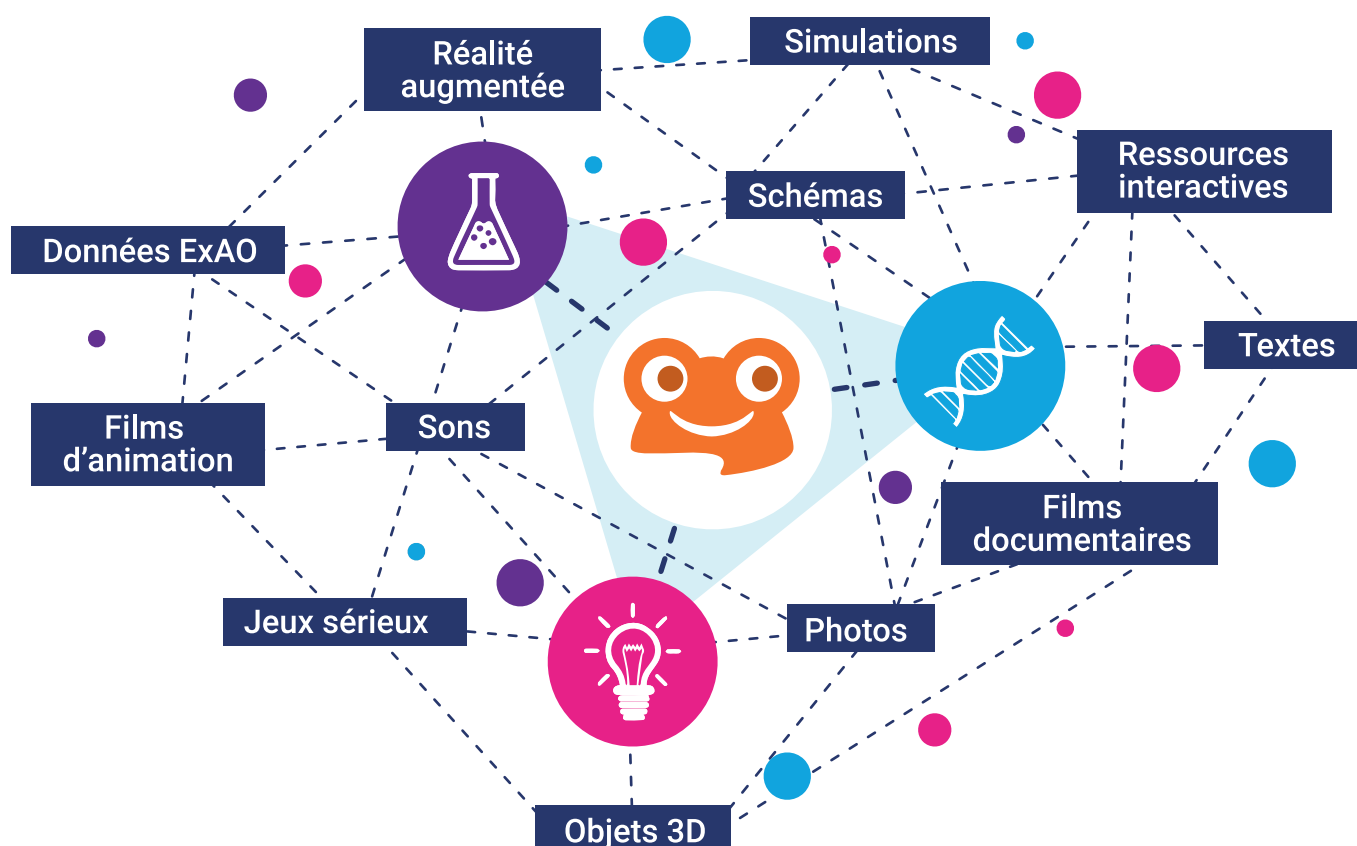 Réalité
augmentée
Simulations
Ressources
interactives
Schémas
Données ExAO
Textes
Films
d’animation
Sons
Films
documentaires
Jeux sérieux
Photos
Objets 3D